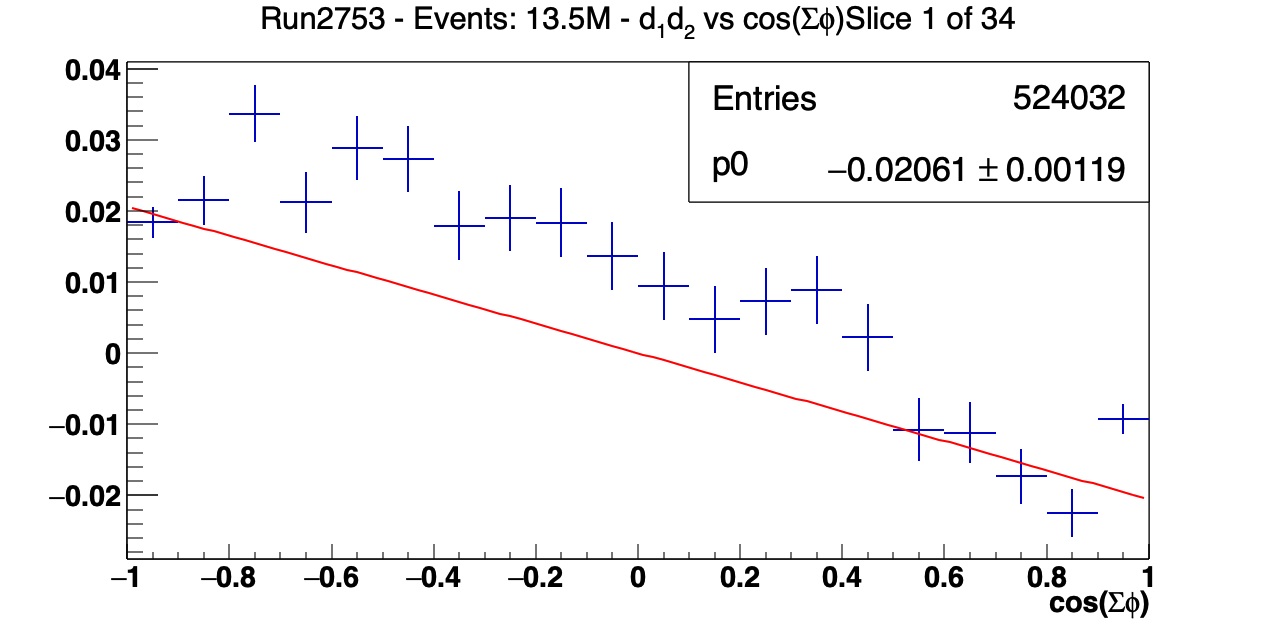 Run2753 - Events: 13.5M - d₁d₂ vs cos(Σϕ)Slice 1 of 34
Entries 524032
p0 −0.02061 ± 0.00119
0.04
0.03
0.02
0.01
0
−0.01
−0.02
−1 −0.8 −0.6 −0.4 −0.2 0 0.2 0.4 0.6 0.8 1
cos(Σϕ)